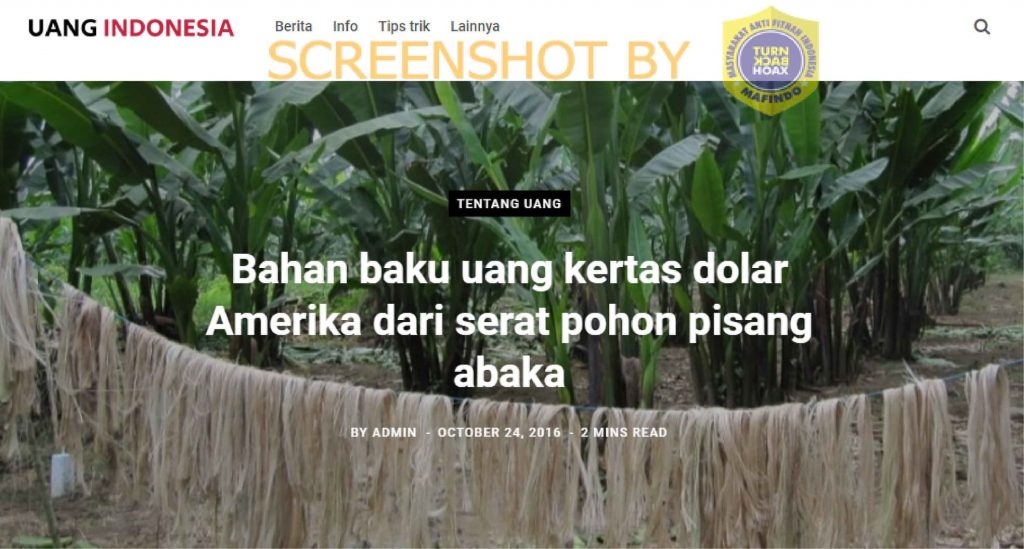 UANG INDONESIA
Berita Info Tips trik Lainnya
SCREENSHOT BY
MASYARAKAT ANTI FITNAH INDONESIA
TURN
BACK
HOAX
MAFINDO
TENTANG UANG
Bahan baku uang kertas dolar
Amerika dari serat pohon pisang
abaka
BY ADMIN - OCTOBER 24, 2016 - 2 MINS READ